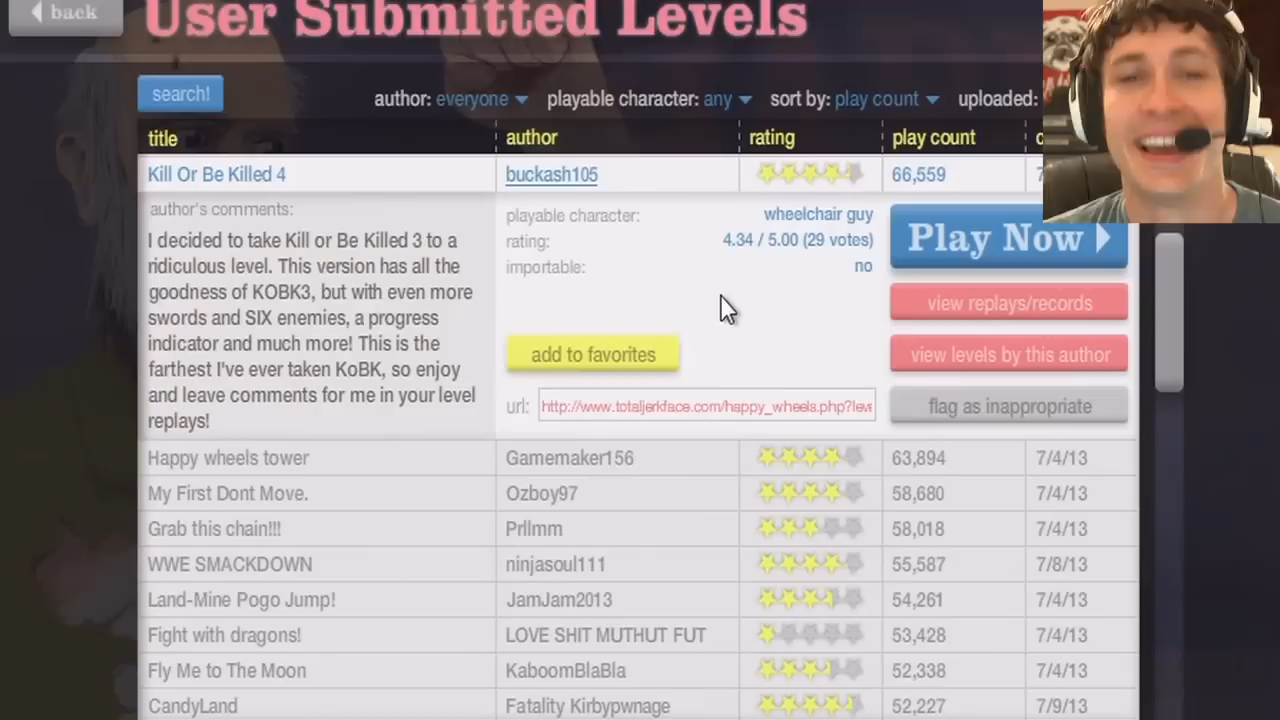 back
User Submitted Levels
search!
author: everyone playable character: any sort by: play count uploaded:
title author rating play count
Kill Or Be Killed 4 buckash105 66,559
author's comments:
I decided to take Kill or Be Killed 3 to a
ridiculous level. This version has all the
goodness of KOBK3, but with even more
swords and SIX enemies, a progress
indicator and much more! This is the
farthest I've ever taken KoBK, so enjoy
and leave comments for me in your level
replays!
playable character: wheelchair guy
rating: 4.34 / 5.00 (29 votes)
importable: no
add to favorites
url: http://www.totaljerkface.com/happy_wheels.php?leve
Play Now
view replays/records
view levels by this author
flag as inappropriate
Happy wheels tower Gamemaker156 63,894 7/4/13
My First Dont Move. Ozboy97 58,680 7/4/13
Grab this chain!!! Prllmm 58,018 7/4/13
WWE SMACKDOWN ninjasoul111 55,587 7/8/13
Land-Mine Pogo Jump! JamJam2013 54,261 7/4/13
Fight with dragons! LOVE SHIT MUTHUT FUT 53,428 7/4/13
Fly Me to The Moon KaboomBlaBla 52,338 7/4/13
CandyLand Fatality Kirbypwnage 52,227 7/9/13